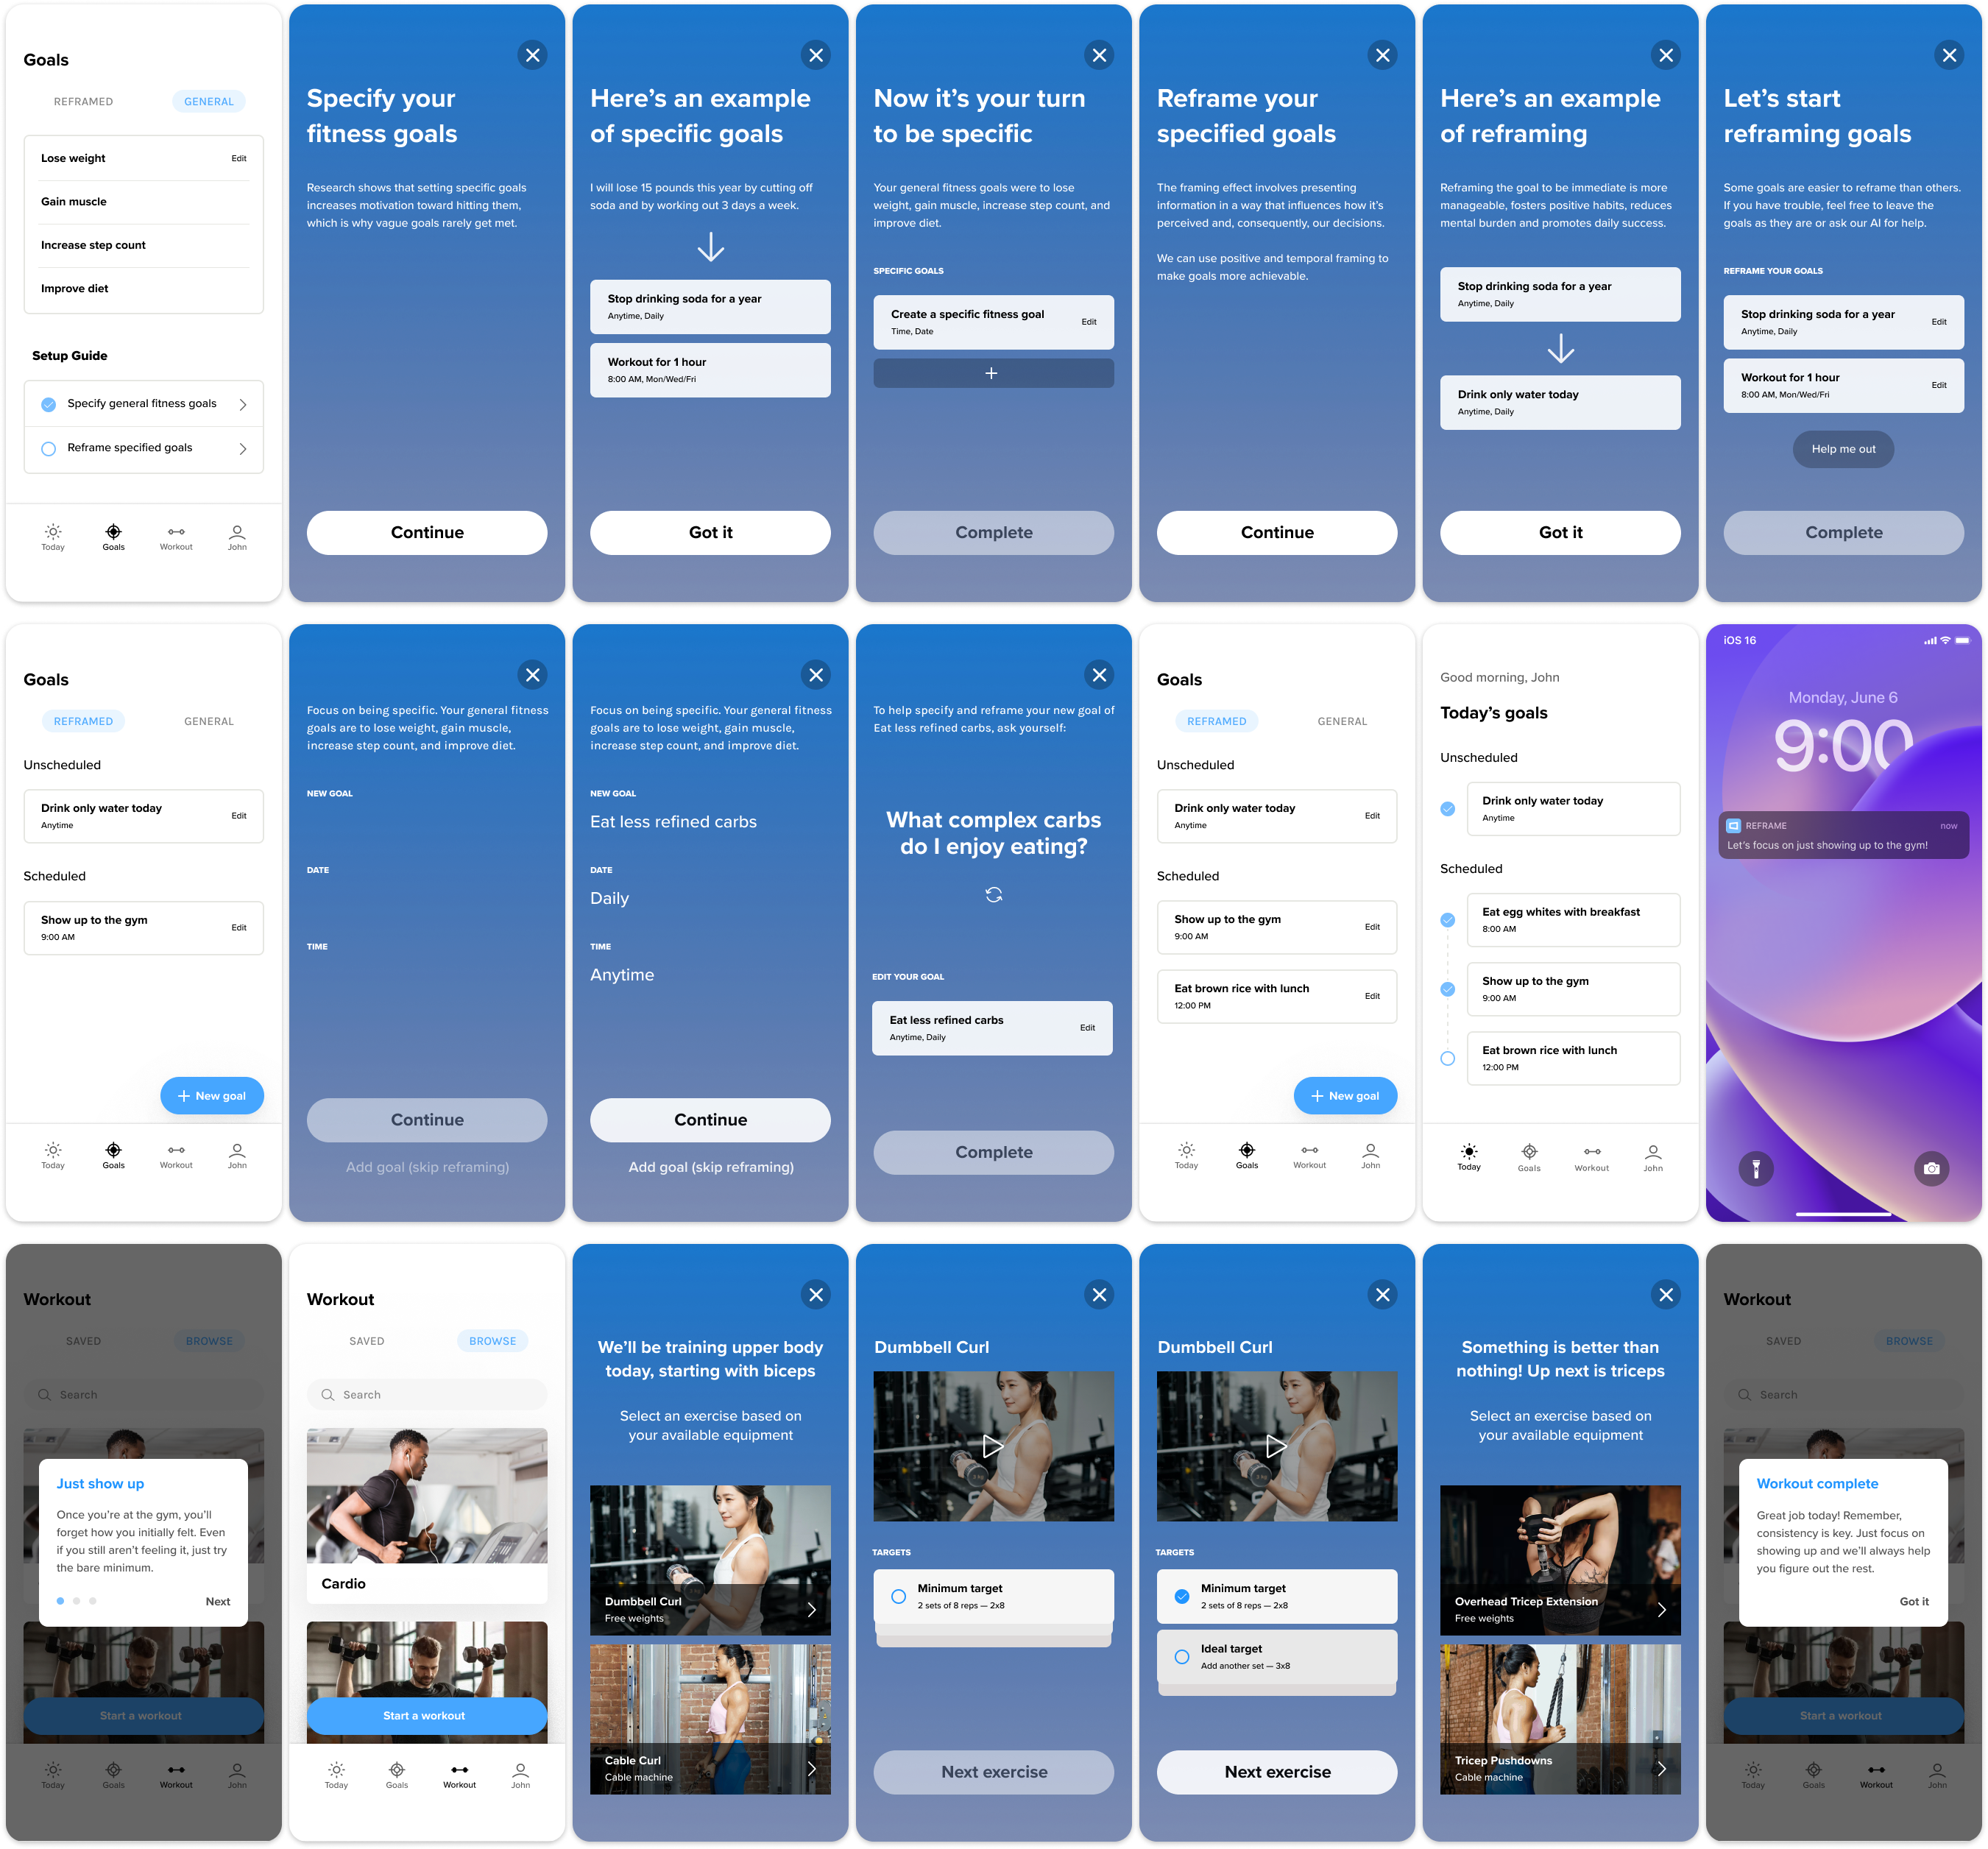 Goals
REFRAMED
GENERAL
Lose weight
Edit
Gain muscle
Increase step count
Improve diet
Setup Guide
Specify general fitness goals
Reframe specified goals
Today
Goals
Workout
John
Specify your
fitness goals
Research shows that setting specific goals
increases motivation toward hitting them,
which is why vague goals rarely get met.
Continue
Here's an example
of specific goals
I will lose 15 pounds this year by cutting off
soda and by working out 3 days a week.
Stop drinking soda for a year
Anytime, Daily
Workout for 1 hour
8:00 AM, Mon/Wed/Fri
Got it
Now it's your turn
to be specific
Your general fitness goals were to lose
weight, gain muscle, increase step count, and
improve diet.
SPECIFIC GOALS
Create a specific fitness goal
Time, Date
Edit
Complete
Reframe your
specified goals
The framing effect involves presenting
information in a way that influences how it's
perceived and, consequently, our decisions.
We can use positive and temporal framing to
make goals more achievable.
Continue
Here's an example
of reframing
Reframing the goal to be immediate is more
manageable, fosters positive habits, reduces
mental burden and promotes daily success.
Stop drinking soda for a year
Anytime, Daily
Drink only water today
Anytime, Daily
Got it
Let's start
reframing goals
Some goals are easier to reframe than others.
If you have trouble, feel free to leave the
goals as they are or ask our AI for help.
REFRAME YOUR GOALS
Stop drinking soda for a year
Anytime, Daily
Edit
Workout for 1 hour
8:00 AM, Mon/Wed/Fri
Edit
Help me out
Complete
Goals
REFRAMED
GENERAL
Unscheduled
Drink only water today
Anytime
Edit
Scheduled
Show up to the gym
9:00 AM
Edit
New goal
Today
Goals
Workout
John
Focus on being specific. Your general fitness
goals are to lose weight, gain muscle,
increase step count, and improve diet.
NEW GOAL
DATE
TIME
Continue
Add goal (skip reframing)
Focus on being specific. Your general fitness
goals are to lose weight, gain muscle,
increase step count, and improve diet.
NEW GOAL
Eat less refined carbs
DATE
Daily
TIME
Anytime
Continue
Add goal (skip reframing)
To help specify and reframe your new goal of
Eat less refined carbs, ask yourself:
What complex carbs
do I enjoy eating?
EDIT YOUR GOAL
Eat less refined carbs
Anytime, Daily
Edit
Complete
Goals
REFRAMED
GENERAL
Unscheduled
Drink only water today
Anytime
Edit
Scheduled
Show up to the gym
9:00 AM
Edit
Eat brown rice with lunch
12:00 PM
Edit
New goal
Today
Goals
Workout
John
Good morning, John
Today's goals
Unscheduled
Drink only water today
Anytime
Scheduled
Eat egg whites with breakfast
8:00 AM
Show up to the gym
9:00 AM
Eat brown rice with lunch
12:00 PM
Today
Goals
Workout
John
iOS 16
Monday, June 6
9:00
REFRAME
now
Let's focus on just showing up to the gym!
Workout
SAVED
BROWSE
Search
Just show up
Once you're at the gym, you'll
forget how you initially felt. Even
if you still aren't feeling it, just try
the bare minimum.
Next
Start a workout
Today
Goals
Workout
John
Workout
SAVED
BROWSE
Search
Cardio
Start a workout
Today
Goals
Workout
John
We'll be training upper body
today, starting with biceps
Select an exercise based on
your available equipment
Dumbbell Curl
Free weights
Cable Curl
Cable machine
Dumbbell Curl
TARGETS
Minimum target
2 sets of 8 reps — 2x8
Next exercise
Dumbbell Curl
TARGETS
Minimum target
2 sets of 8 reps — 2x8
Ideal target
Add another set — 3x8
Next exercise
Something is better than
nothing! Up next is triceps
Select an exercise based on
your available equipment
Overhead Tricep Extension
Free weights
Tricep Pushdowns
Cable machine
Workout
SAVED
BROWSE
Search
Workout complete
Great job today! Remember,
consistency is key. Just focus on
showing up and we'll always help
you figure out the rest.
Got it
Start a workout
Today
Goals
Workout
John